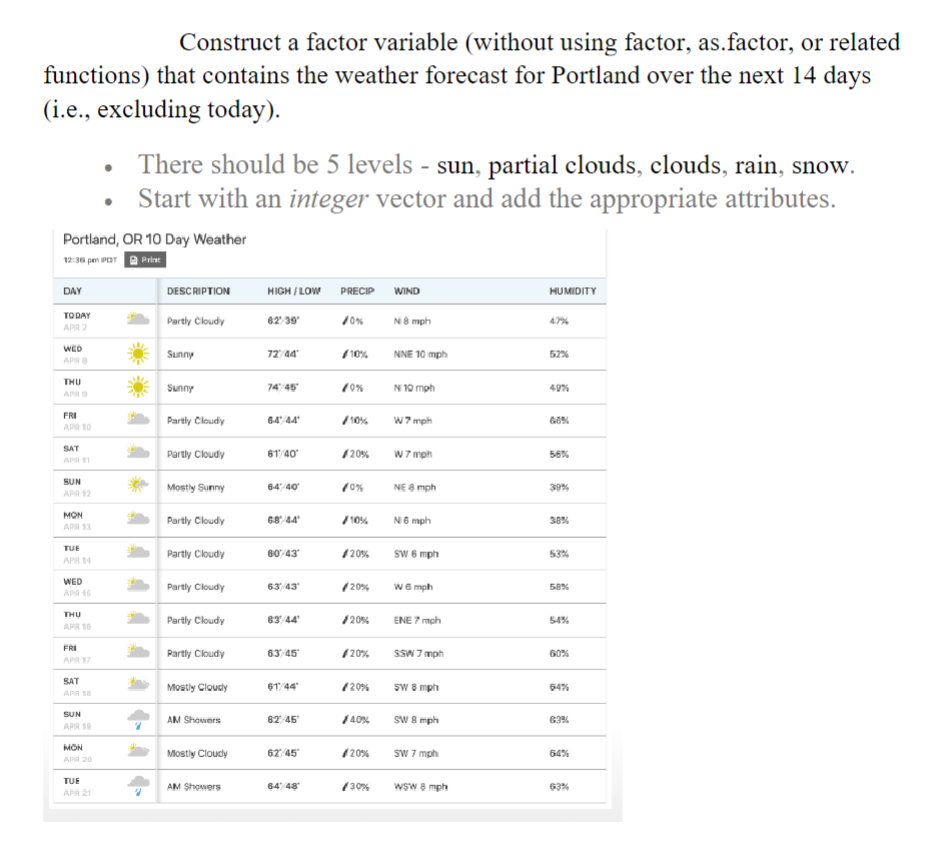 Construct a factor variable (without using factor, as.factor, or related
functions) that contains the weather forecast for Portland over the next 14 days
(i.e., excluding today).
• There should be 5 levels - sun, partial clouds, clouds, rain, snow.
• Start with an integer vector and add the appropriate attributes.
Portland, OR 10 Day Weather
12:36 pm PDT Print
DAY DESCRIPTION HIGH / LOW PRECIP WIND HUMIDITY
TODAY
APR 7
Partly Cloudy 62°/39° 0% N 8 mph 47%
WED
APR 8
Sunny 72°/44° 10% NNE 10 mph 52%
THU
APR 9
Sunny 74°/45° 0% N 10 mph 49%
FRI
APR 10
Partly Cloudy 64°/44° 10% W 7 mph 66%
SAT
APR 11
Partly Cloudy 61°/40° 20% W 7 mph 56%
SUN
APR 12
Mostly Sunny 64°/40° 0% NE 8 mph 39%
MON
APR 13
Partly Cloudy 68°/44° 10% N 6 mph 38%
TUE
APR 14
Partly Cloudy 60°/43° 20% SW 6 mph 53%
WED
APR 15
Partly Cloudy 63°/43° 20% W 6 mph 58%
THU
APR 16
Partly Cloudy 63°/44° 20% ENE 7 mph 54%
FRI
APR 17
Partly Cloudy 63°/45° 20% SSW 7 mph 60%
SAT
APR 18
Mostly Cloudy 61°/44° 20% SW 8 mph 64%
SUN
APR 19
AM Showers 62°/45° 40% SW 8 mph 63%
MON
APR 20
Mostly Cloudy 62°/45° 20% SW 7 mph 64%
TUE
APR 21
AM Showers 64°/48° 30% WSW 8 mph 63%